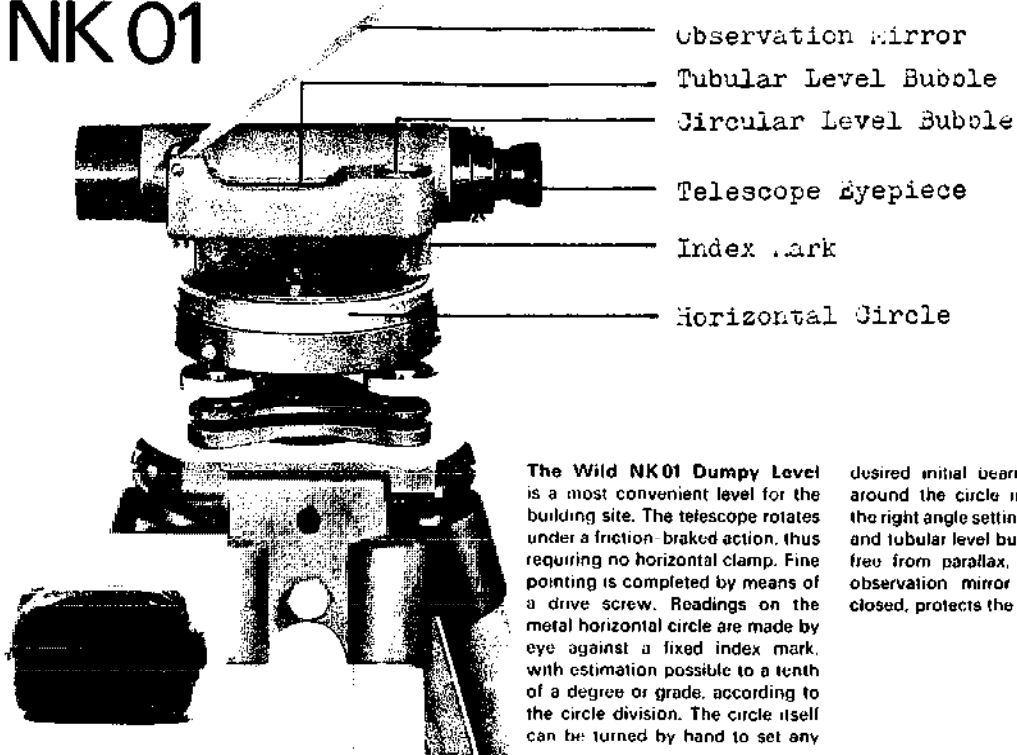 NK 01
Observation Mirror
Tubular Level Bubble
Circular Level Bubble
Telescope Eyepiece
Index Mark
Horizontal Circle
The Wild NK01 Dumpy Level
is a most convenient level for the
building site. The telescope rotates
under a friction-braked action, thus
requiring no horizontal clamp. Fine
pointing is completed by means of
a drive screw. Readings on the
metal horizontal circle are made by
eye against a fixed index mark,
with estimation possible to a tenth
of a degree or grade, according to
the circle division. The circle itself
can be turned by hand to set any
desired initial bear
around the circle
the right angle settin
and tubular level bu
free from parallax,
observation mirror
closed, protects the